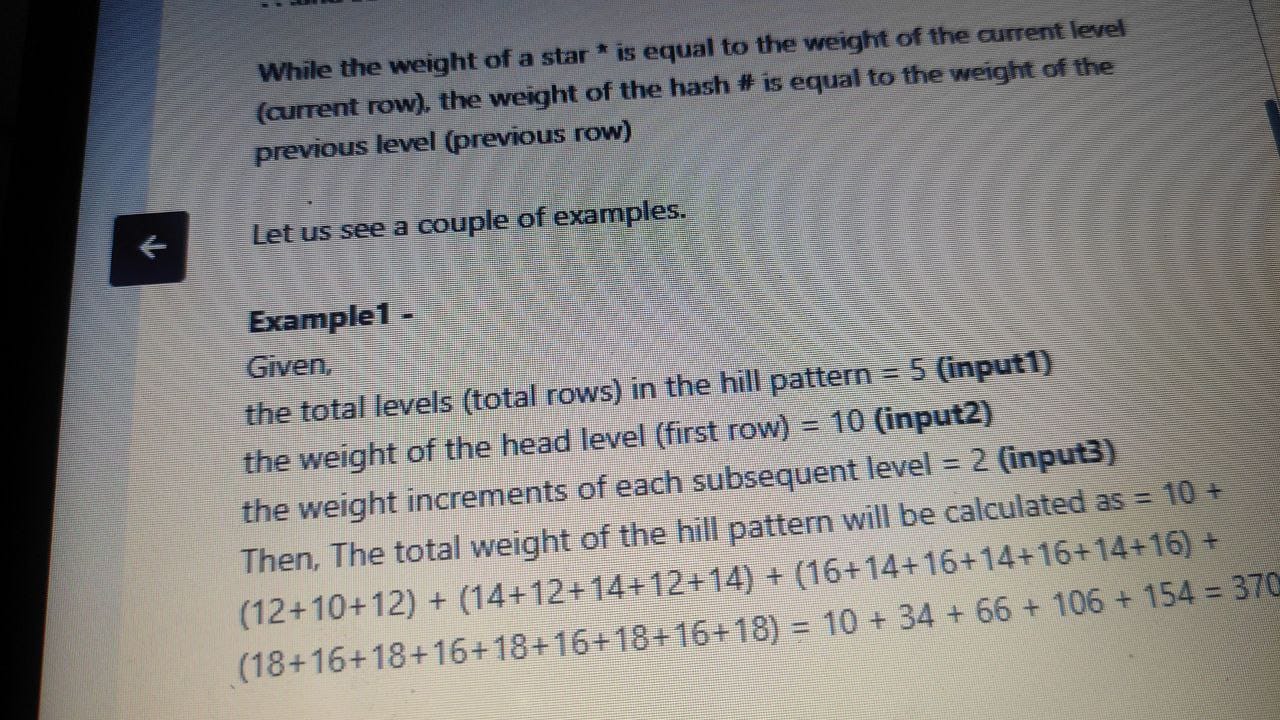 While the weight of a star * is equal to the weight of the current level
(current row), the weight of the hash # is equal to the weight of the
previous level (previous row)
Let us see a couple of examples.
Example1 -
Given,
the total levels (total rows) in the hill pattern = 5 (input1)
the weight of the head level (first row) = 10 (input2)
the weight increments of each subsequent level = 2 (input3)
Then, The total weight of the hill pattern will be calculated as = 10 +
(12+10+12) + (14+12+14+12+14) + (16+14+16+14+16+14+16) +
(18+16+18+16+18+16+18+16+18) = 10 + 34 + 66 + 106 + 154 = 370